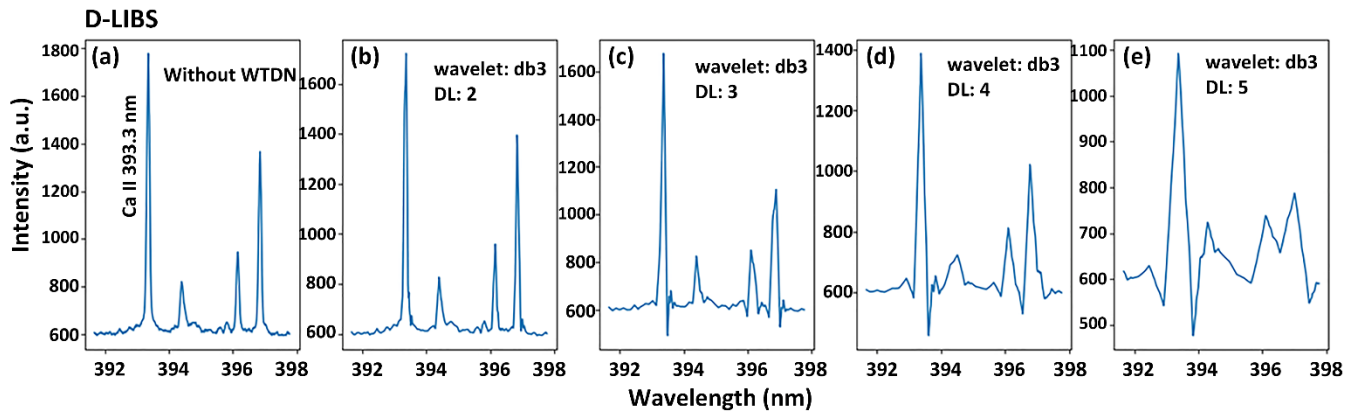 D-LIBS
Intensity (a.u.)
(a)
Without WTDN
Ca II 393.3 nm
1800
1600
1400
1200
1000
800
600
392 394 396 398
(b)
wavelet: db3
DL: 2
1600
1400
1200
1000
800
600
392 394 396 398
(c)
wavelet: db3
DL: 3
1600
1400
1200
1000
800
600
392 394 396 398
(d)
wavelet: db3
DL: 4
1400
1200
1000
800
600
392 394 396 398
(e)
wavelet: db3
DL: 5
1100
1000
900
800
700
600
500
392 394 396 398
Wavelength (nm)